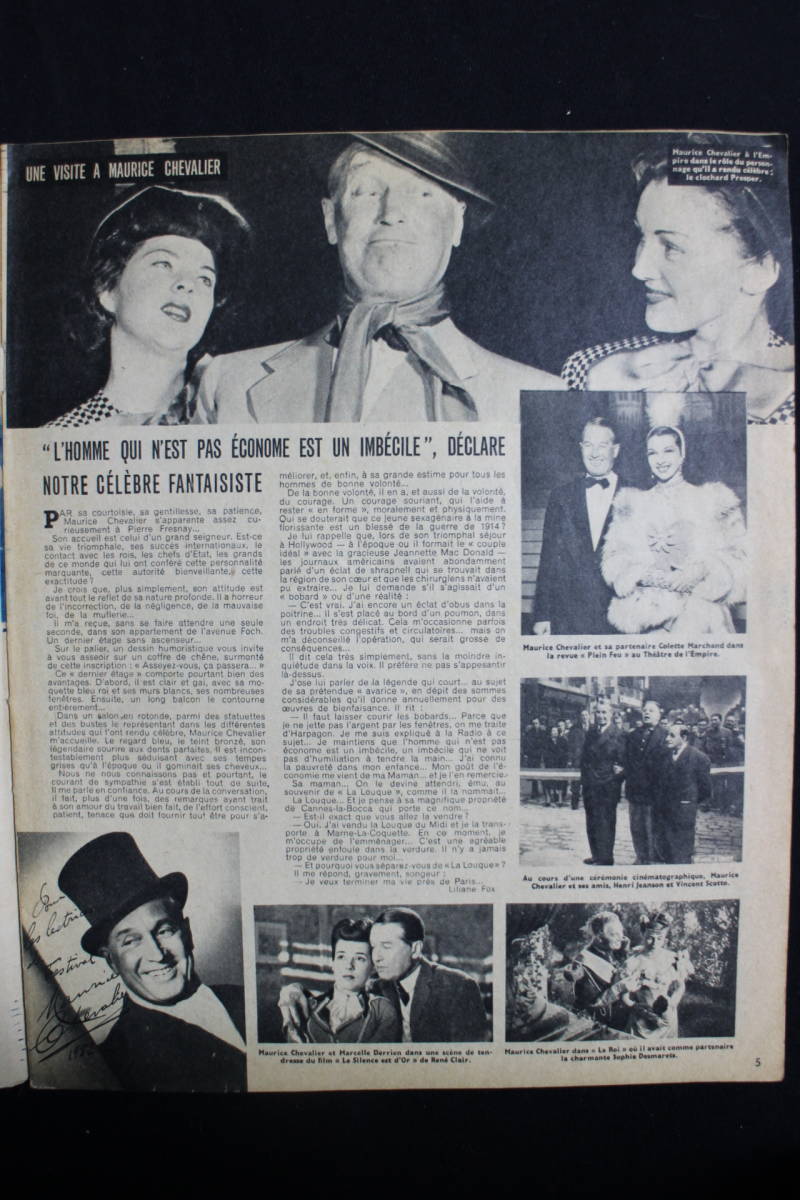 UNE VISITE A MAURICE CHEVALIER
Maurice Chevalier à l'Em-
pire dans le rôle du person-
nage qu'il a rendu célèbre :
le clochard Prosper.
"L'HOMME QUI N'EST PAS ÉCONOME EST UN IMBÉCILE", DÉCLARE
NOTRE CÉLÈBRE FANTAISISTE
PAR sa courtoisie, sa gentillesse, sa patience,
Maurice Chevalier s'apparente assez cu-
rieusement à Pierre Fresnay...
Son accueil est celui d'un grand seigneur. Est-ce
sa vie triomphale, ses succès internationaux, le
contact avec les rois, les chefs d'État, les grands
de ce monde qui lui ont conféré cette personnalité
marquante, cette autorité bienveillante, cette
exactitude ?
Je crois que, plus simplement, son attitude est
avant tout le reflet de sa nature profonde. Il a horreur
de l'incorrection, de la négligence, de la mauvaise
foi, de la muflerie...
Il m'a reçue, sans se faire attendre une seule
seconde, dans son appartement de l'avenue Foch.
Un dernier étage sans ascenseur...
Sur le palier, un dessin humoristique vous invite
à vous asseoir sur un coffre de chêne, surmonté
de cette inscription : « Asseyez-vous, ça passera... »
Ce « dernier étage » comporte pourtant bien des
avantages. D'abord, il est clair et gai, avec sa mo-
quette bleu roi et ses murs blancs, ses nombreuses
fenêtres. Ensuite, un long balcon le contourne
entièrement...
Dans un salon en rotonde, parmi des statuettes
et des bustes le représentant dans les différentes
attitudes qui l'ont rendu célèbre, Maurice Chevalier
m'accueille. Le regard bleu, le teint bronzé, son
légendaire sourire aux dents parfaites, il est incon-
testablement plus séduisant avec ses tempes
grises qu'à l'époque où il gominait ses cheveux...
Nous ne nous connaissons pas et pourtant, le
courant de sympathie s'est établi tout de suite.
Il me parle en confiance. Au cours de la conversation,
il fait, plus d'une fois, des remarques ayant trait
à son amour du travail bien fait, de l'effort conscient,
patient, tenace que doit fournir tout être pour s'a-
méliorer, et, enfin, à sa grande estime pour tous les
hommes de bonne volonté...
De la bonne volonté, il en a, et aussi de la volonté,
du courage. Un courage souriant, qui l'aide à
rester « en forme », moralement et physiquement.
Qui se douterait que ce jeune sexagénaire à la mine
florissante est un blessé de la guerre de 1914 ?
Je lui rappelle que, lors de son triomphal séjour
à Hollywood — à l'époque où il formait le « couple
idéal » avec la gracieuse Jeannette Mac Donald —
les journaux américains avaient abondamment
parlé d'un éclat de shrapnell qui se trouvait dans
la région de son cœur et que les chirurgiens n'avaient
pu extraire... Je lui demande s'il s'agissait d'un
« bobard » ou d'une réalité :
— C'est vrai. J'ai encore un éclat d'obus dans la
poitrine... Il s'est placé au bord d'un poumon, dans
un endroit très délicat. Cela m'occasionne parfois
des troubles congestifs et circulatoires... mais on
m'a déconseillé l'opération, qui serait grosse de
conséquences...
Il dit cela très simplement, sans la moindre in-
quiétude dans la voix. Il préfère ne pas s'appesantir
là-dessus.
J'ose lui parler de la légende qui court... au sujet
de sa prétendue « avarice », en dépit des sommes
considérables qu'il donne annuellement pour des
œuvres de bienfaisance. Il rit :
— Il faut laisser courir les bobards... Parce que
je ne jette pas l'argent par les fenêtres, on me traite
d'Harpagon. Je me suis expliqué à la Radio à ce
sujet... Je maintiens que l'homme qui n'est pas
économe est un imbécile, un imbécile qui ne voit
pas d'humiliation à tendre la main... J'ai connu
la pauvreté dans mon enfance... Mon goût de l'é-
conomie me vient de ma Maman... et je l'en remercie.
Sa maman... On le devine attendri, ému, au
souvenir de « La Louque », comme il la nommait...
La Louque... Et je pense à sa magnifique propriété
de Cannes-la-Bocca qui porte ce nom...
— Est-il exact que vous allez la vendre ?
— Oui. J'ai vendu la Louque du Midi et je la trans-
porte à Marne-La-Coquette. En ce moment, je
m'occupe de l'emménager... C'est une agréable
propriété enfouie dans la verdure. Il n'y a jamais
trop de verdure pour moi...
— Et pourquoi vous séparez-vous de « La Louque » ?
Il me répond, gravement, songeur :
— Je veux terminer ma vie près de Paris...
Liliane Fox
Maurice Chevalier et sa partenaire Colette Marchand dans
la revue « Plein Feu » au Théâtre de l'Empire.
Au cours d'une cérémonie cinématographique, Maurice
Chevalier et ses amis, Henri Jeanson et Vincent Scotto.
Pour
les lectrices
Festival
Maurice
Chevalier
Maurice Chevalier et Marcelle Derrien dans une scène de ten-
dresse du film « Le Silence est d'Or » de René Clair.
Maurice Chevalier dans « Le Roi » où il avait comme partenaire
la charmante Sophie Desmarets.
5